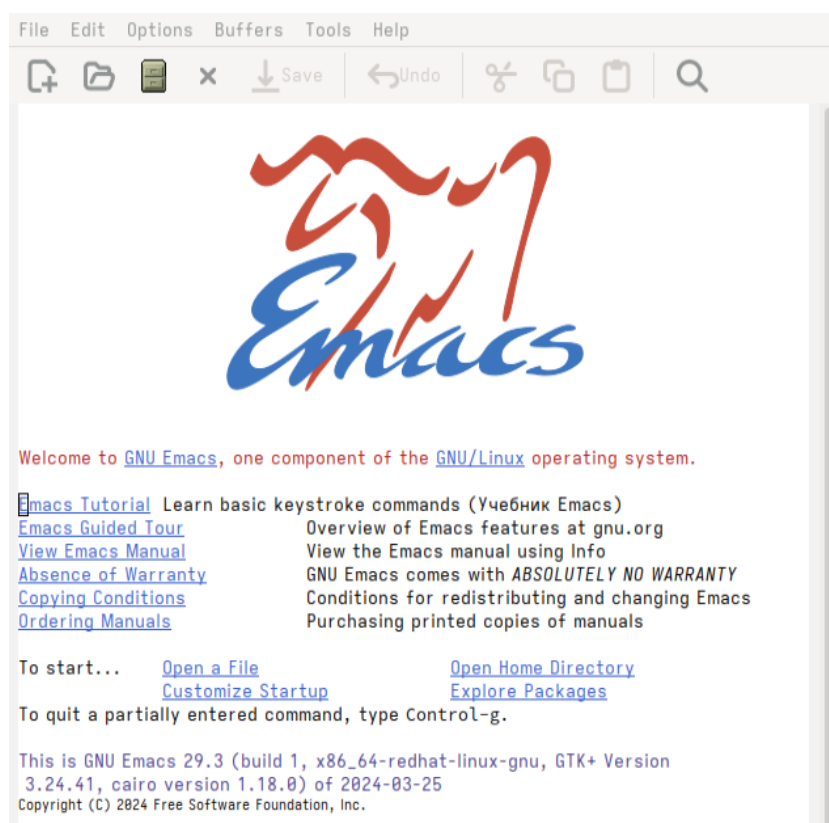 File Edit Options Buffers Tools Help
Save Undo
Emacs
Welcome to GNU Emacs, one component of the GNU/Linux operating system.
Emacs Tutorial Learn basic keystroke commands (Учебник Emacs)
Emacs Guided Tour Overview of Emacs features at gnu.org
View Emacs Manual View the Emacs manual using Info
Absence of Warranty GNU Emacs comes with ABSOLUTELY NO WARRANTY
Copying Conditions Conditions for redistributing and changing Emacs
Ordering Manuals Purchasing printed copies of manuals
To start... Open a File Open Home Directory
Customize Startup Explore Packages
To quit a partially entered command, type Control-g.
This is GNU Emacs 29.3 (build 1, x86_64-redhat-linux-gnu, GTK+ Version
3.24.41, cairo version 1.18.0) of 2024-03-25
Copyright (C) 2024 Free Software Foundation, Inc.